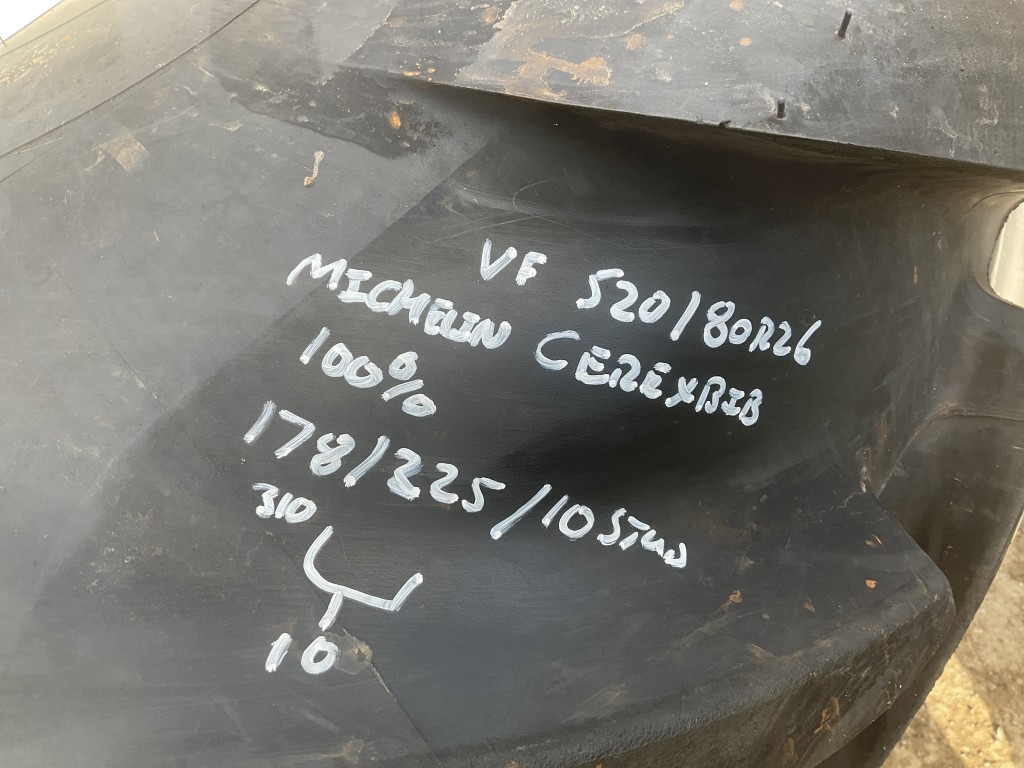 VF 520/80R26
MICHELIN CEREXBIB
100%
178/225/10 STUD
310
10